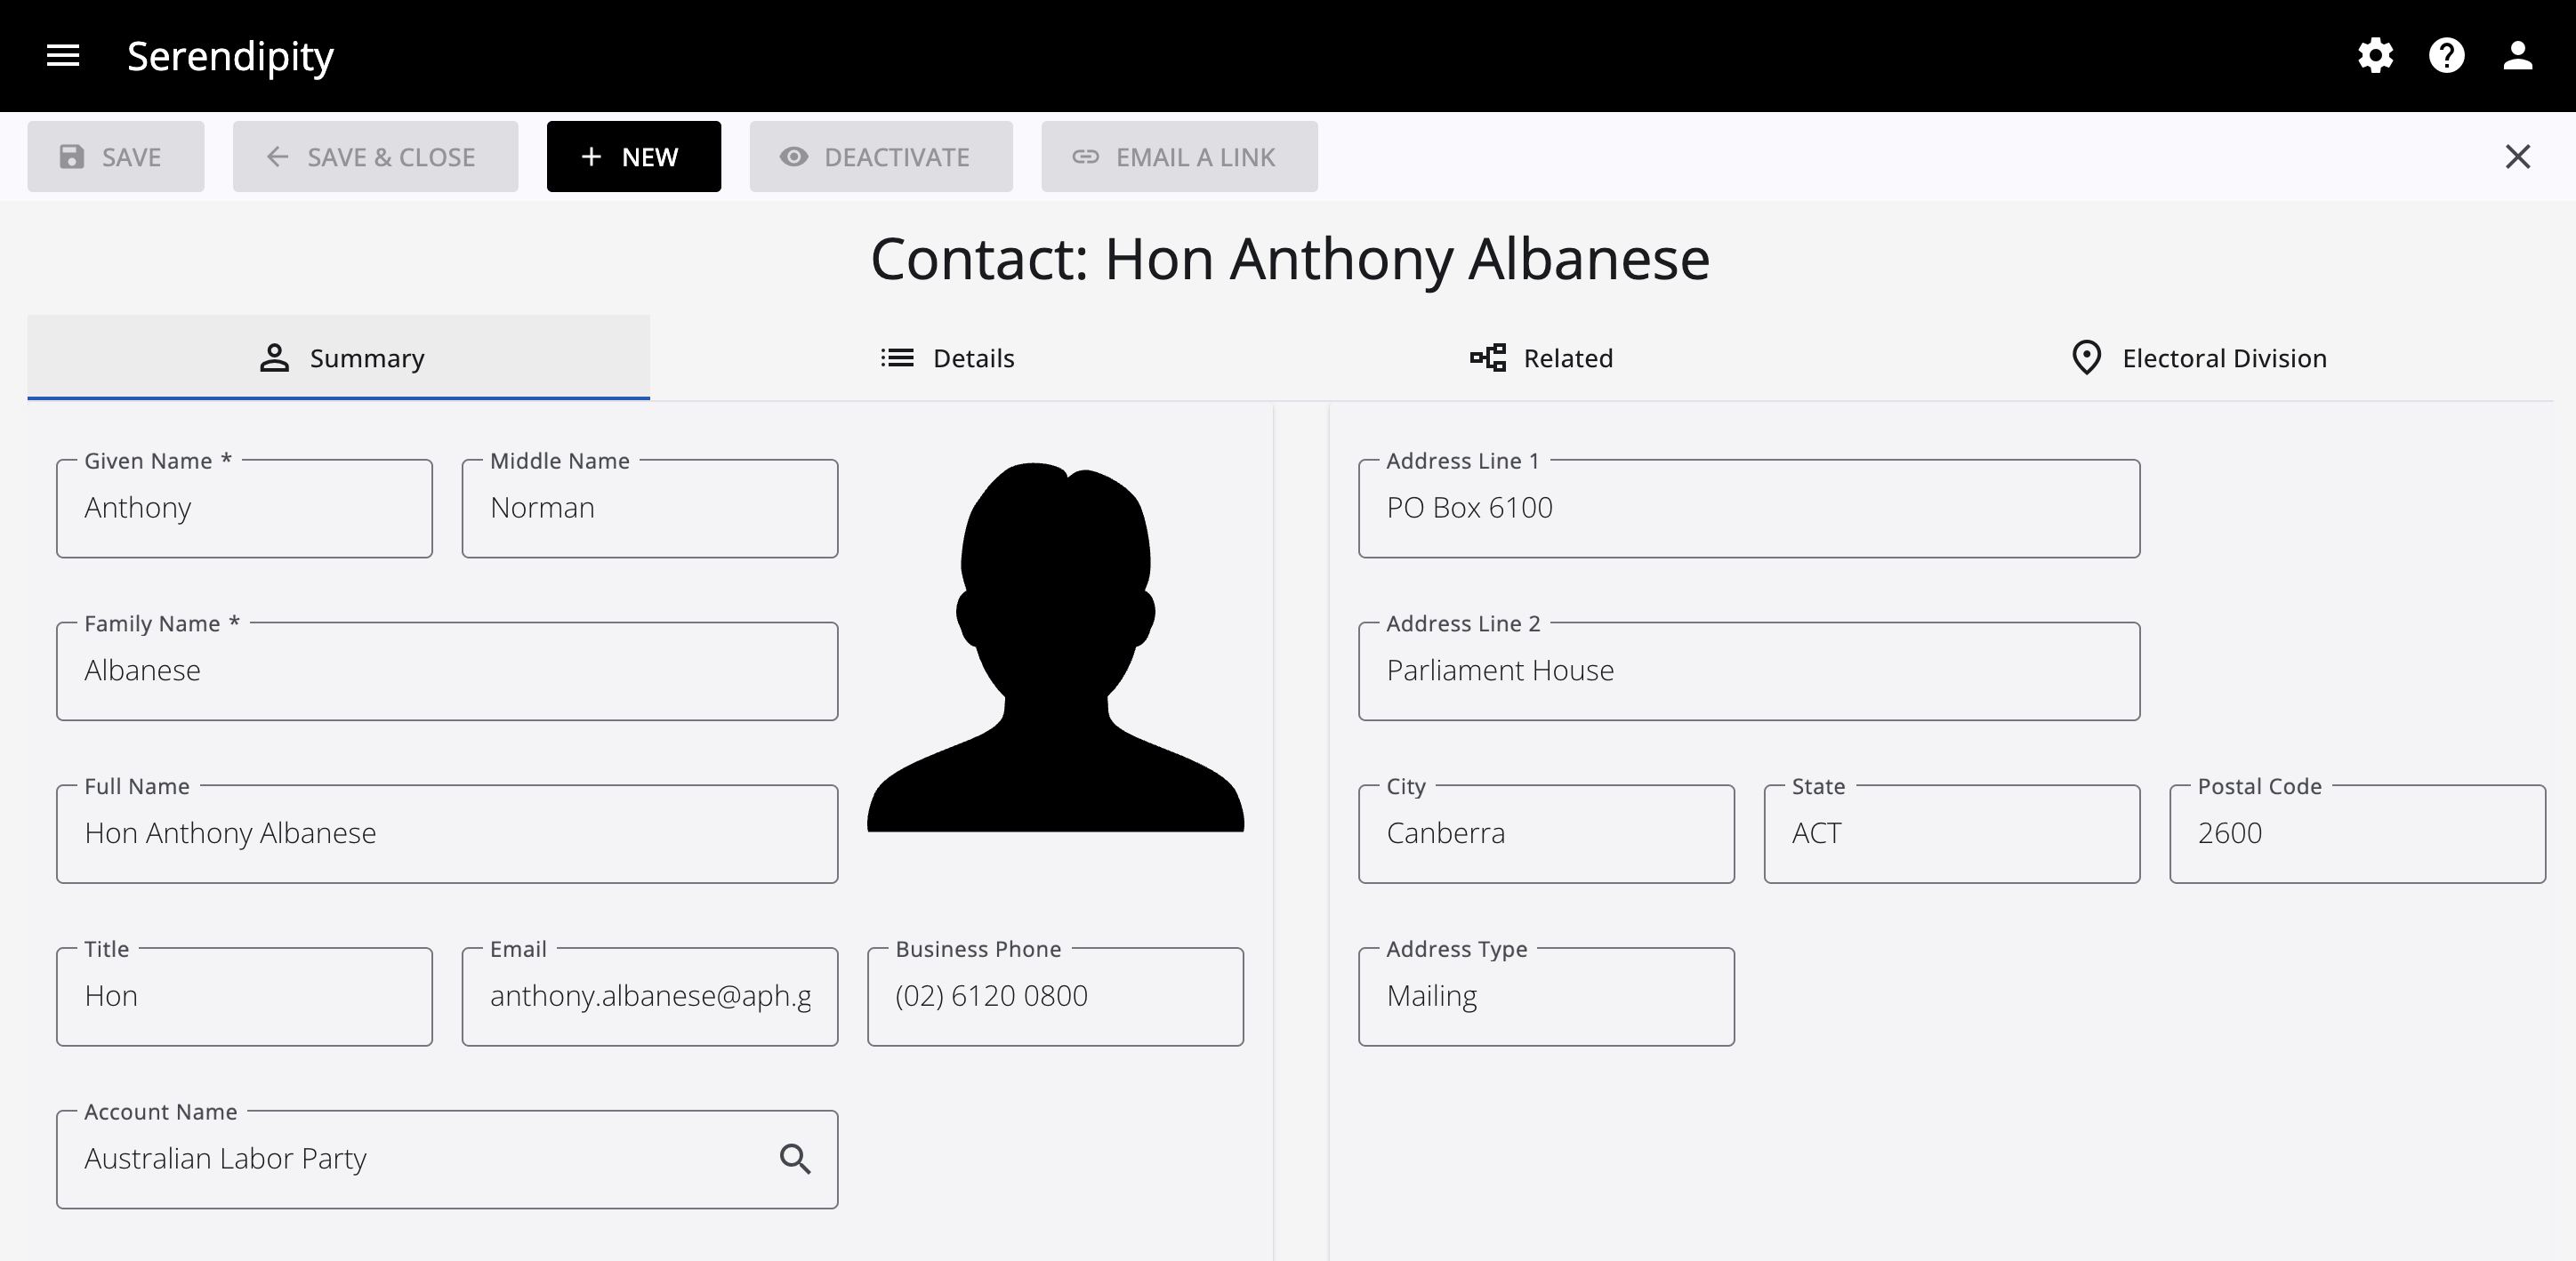 Serendipity
SAVE
SAVE & CLOSE
NEW
DEACTIVATE
EMAIL A LINK
Contact: Hon Anthony Albanese
Summary
Details
Related
Electoral Division
Given Name *
Anthony
Middle Name
Norman
Family Name *
Albanese
Full Name
Hon Anthony Albanese
Title
Hon
Email
anthony.albanese@aph.g
Business Phone
(02) 6120 0800
Account Name
Australian Labor Party
Address Line 1
PO Box 6100
Address Line 2
Parliament House
City
Canberra
State
ACT
Postal Code
2600
Address Type
Mailing